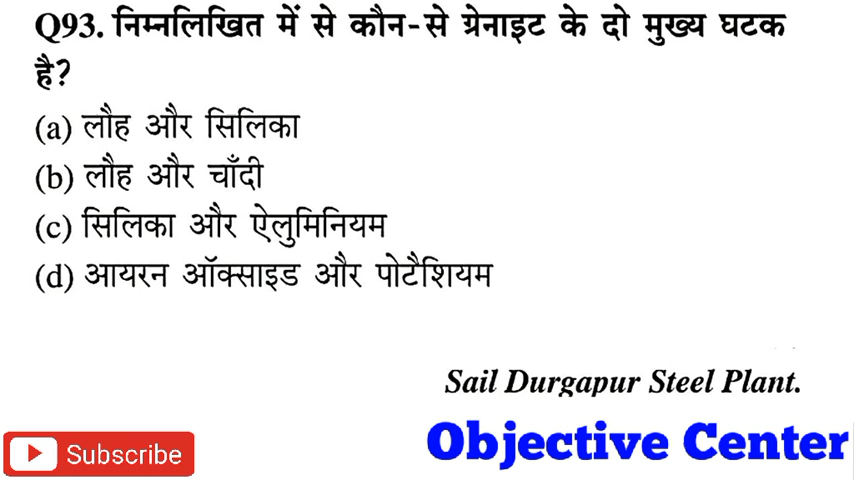 Q93. निम्नलिखित में से कौन-से ग्रेनाइट के दो मुख्य घटक
है?
(a) लौह और सिलिका
(b) लौह और चाँदी
(c) सिलिका और ऐलुमिनियम
(d) आयरन ऑक्साइड और पोटैशियम
Sail Durgapur Steel Plant.
Objective Center
Subscribe